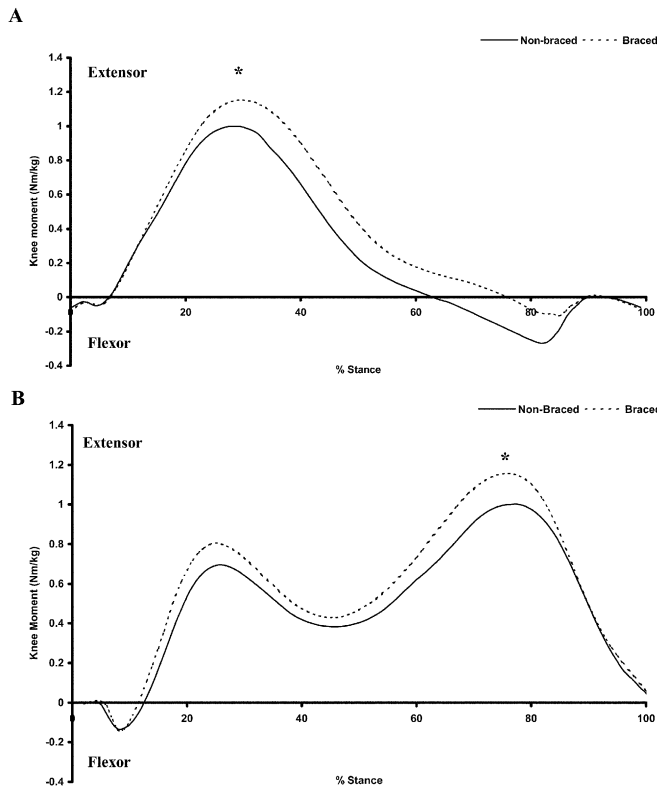 A
Non-braced Braced
1.4
Extensor
*
1.2
1
0.8
0.6
0.4
0.2
0
-0.2
-0.4
Knee moment (Nm/kg)
0 20 40 60 80 100
Flexor
% Stance
B
Non-Braced Braced
1.4
Extensor
*
1.2
1
0.8
0.6
0.4
0.2
0
-0.2
-0.4
Knee Moment (Nm/kg)
0 20 40 60 80 100
Flexor
% Stance